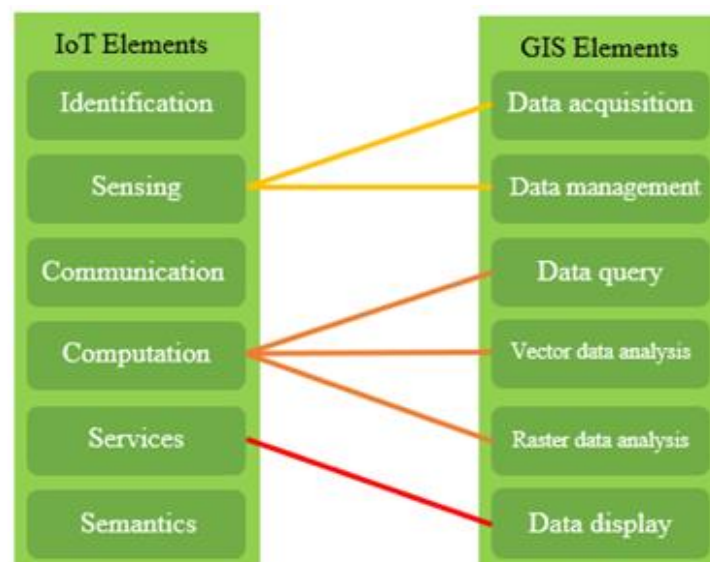 IoT Elements
Identification
Sensing
Communication
Computation
Services
Semantics
GIS Elements
Data acquisition
Data management
Data query
Vector data analysis
Raster data analysis
Data display